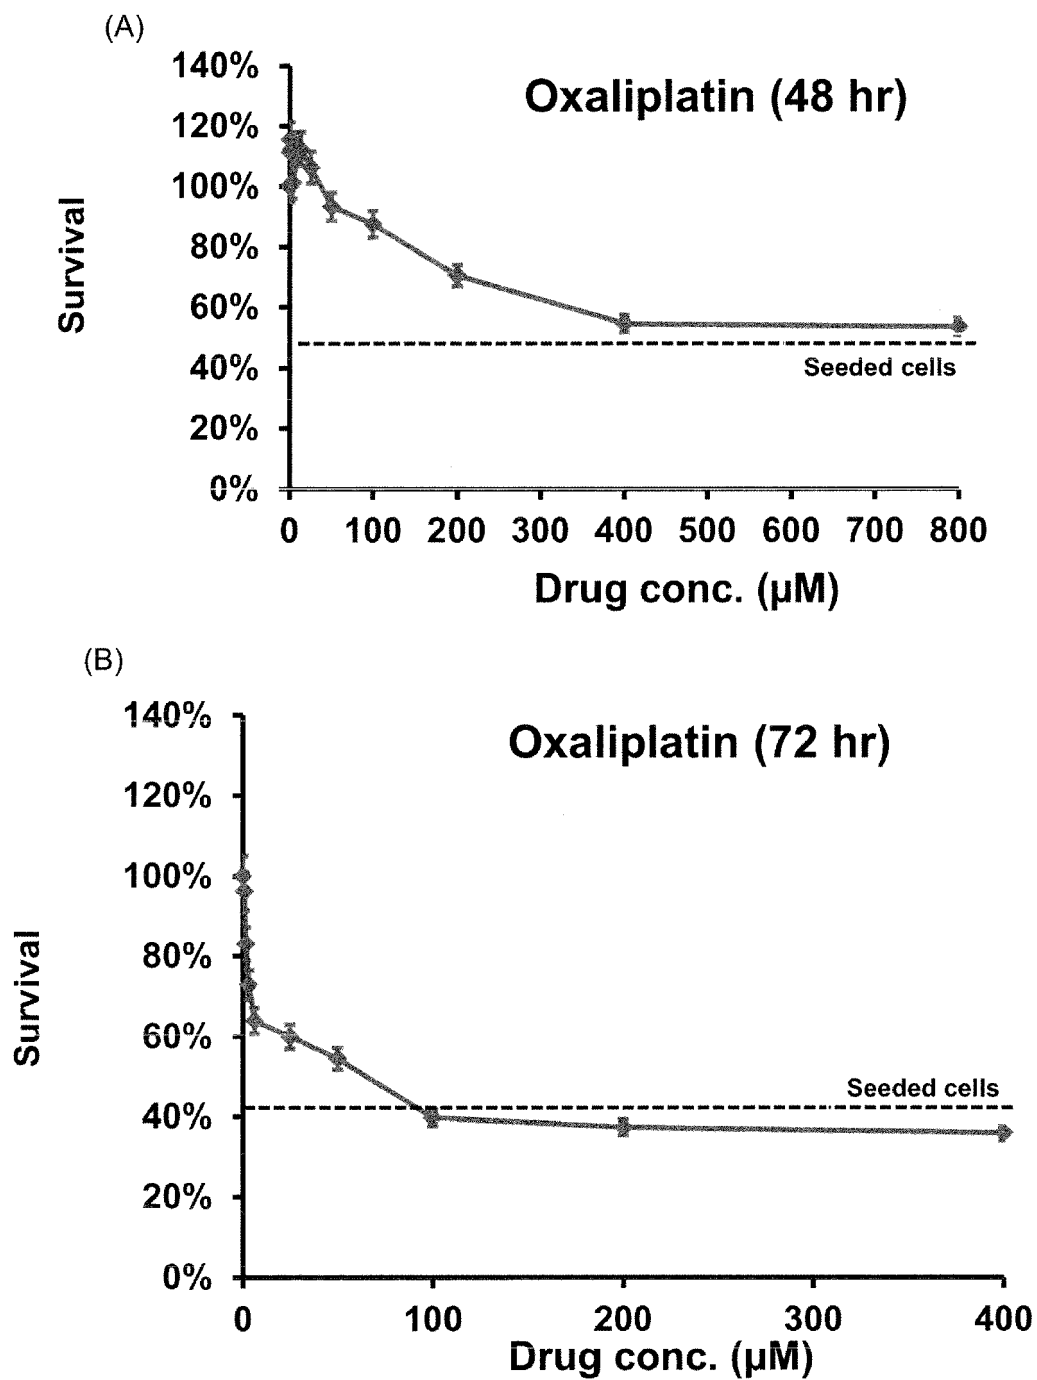 (A)
Oxaliplatin (48 hr)
Survival
140%
120%
100%
80%
60%
40%
20%
0%
Seeded cells
0 100 200 300 400 500 600 700 800
Drug conc. (µM)
(B)
Oxaliplatin (72 hr)
Survival
140%
120%
100%
80%
60%
40%
20%
0%
Seeded cells
0 100 200 300 400
Drug conc. (µM)